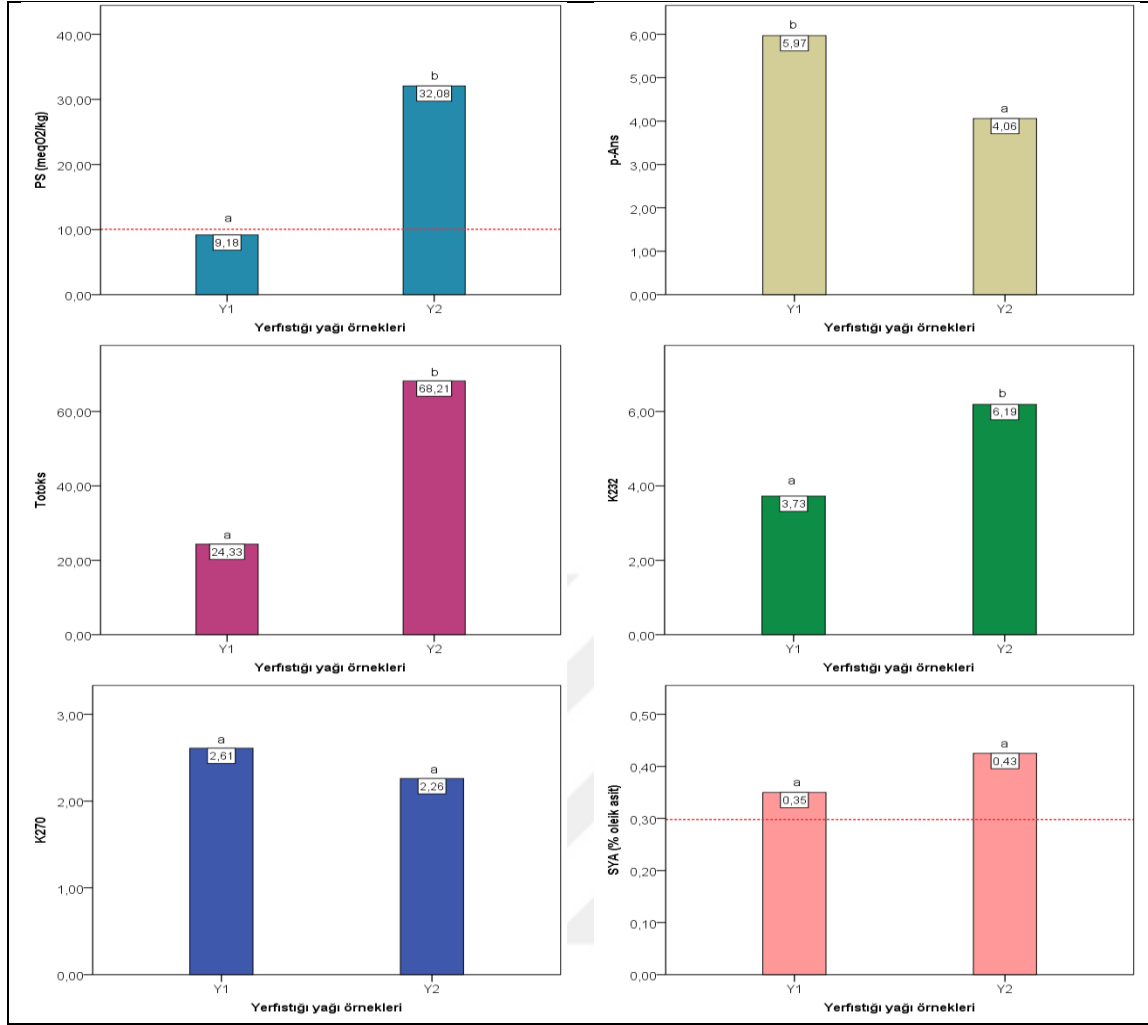 PS (meqO2/kg)
40,00
30,00
20,00
10,00
0,00
a
9,18
b
32,08
Y1
Y2
Yerfıstığı yağı örnekleri
p-Ans
6,00
5,00
4,00
3,00
2,00
1,00
0,00
b
5,97
a
4,06
Y1
Y2
Yerfıstığı yağı örnekleri
Totoks
60,00
40,00
20,00
0,00
a
24,33
b
68,21
Y1
Y2
Yerfıstığı yağı örnekleri
K232
6,00
4,00
2,00
0,00
a
3,73
b
6,19
Y1
Y2
Yerfıstığı yağı örnekleri
K270
3,00
2,00
1,00
0,00
a
2,61
a
2,26
Y1
Y2
Yerfıstığı yağı örnekleri
SYA (% oleik asit)
0,50
0,40
0,30
0,20
0,10
0,00
a
0,35
a
0,43
Y1
Y2
Yerfıstığı yağı örnekleri